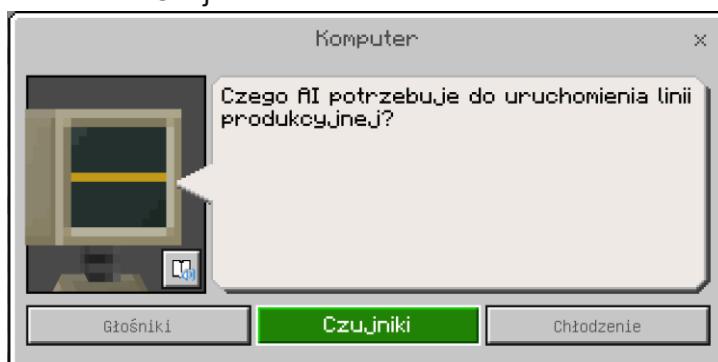 Komputer
×
Czego AI potrzebuje do uruchomienia linii
produkcyjnej?
Głośniki
Czujniki
Chłodzenie